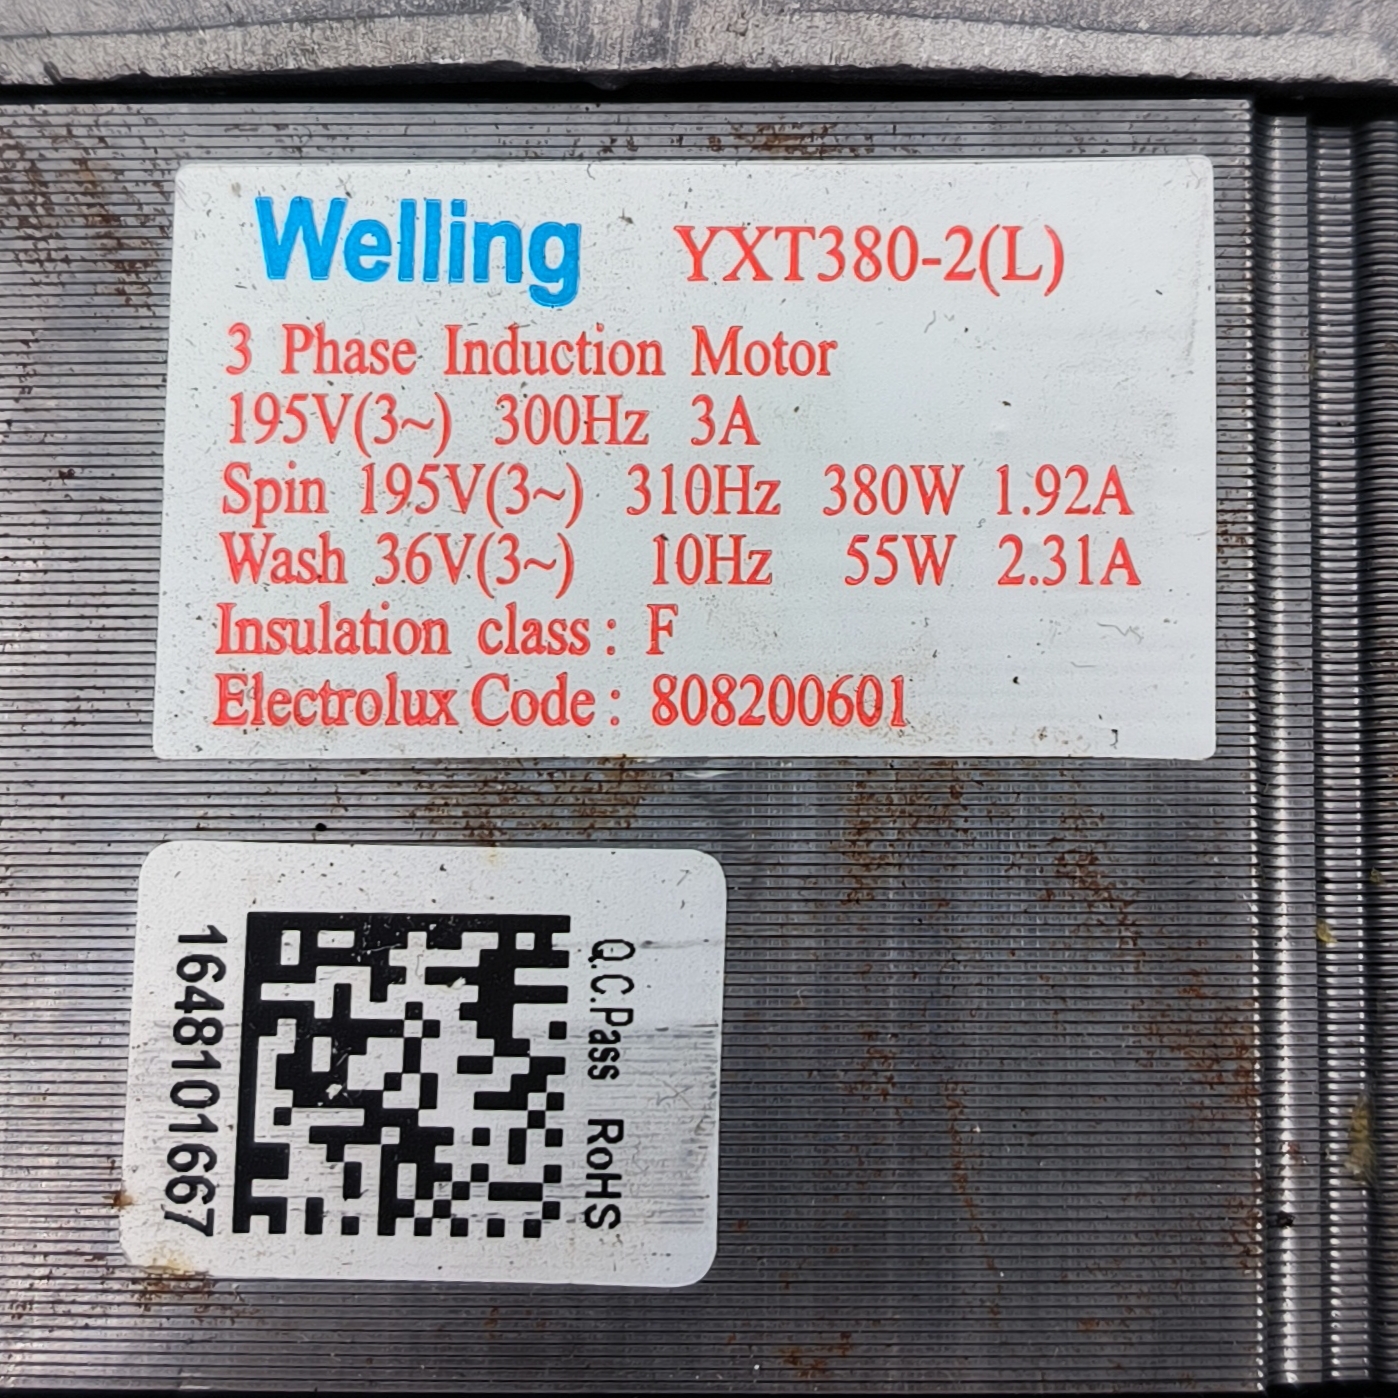 Welling YXT380-2(L)
3 Phase Induction Motor
195V(3~) 300Hz 3A
Spin 195V(3~) 310Hz 380W 1.92A
Wash 36V(3~) 10Hz 55W 2.31A
Insulation class: F
Electrolux Code: 808200601
Q.C.Pass RoHS
1648101667